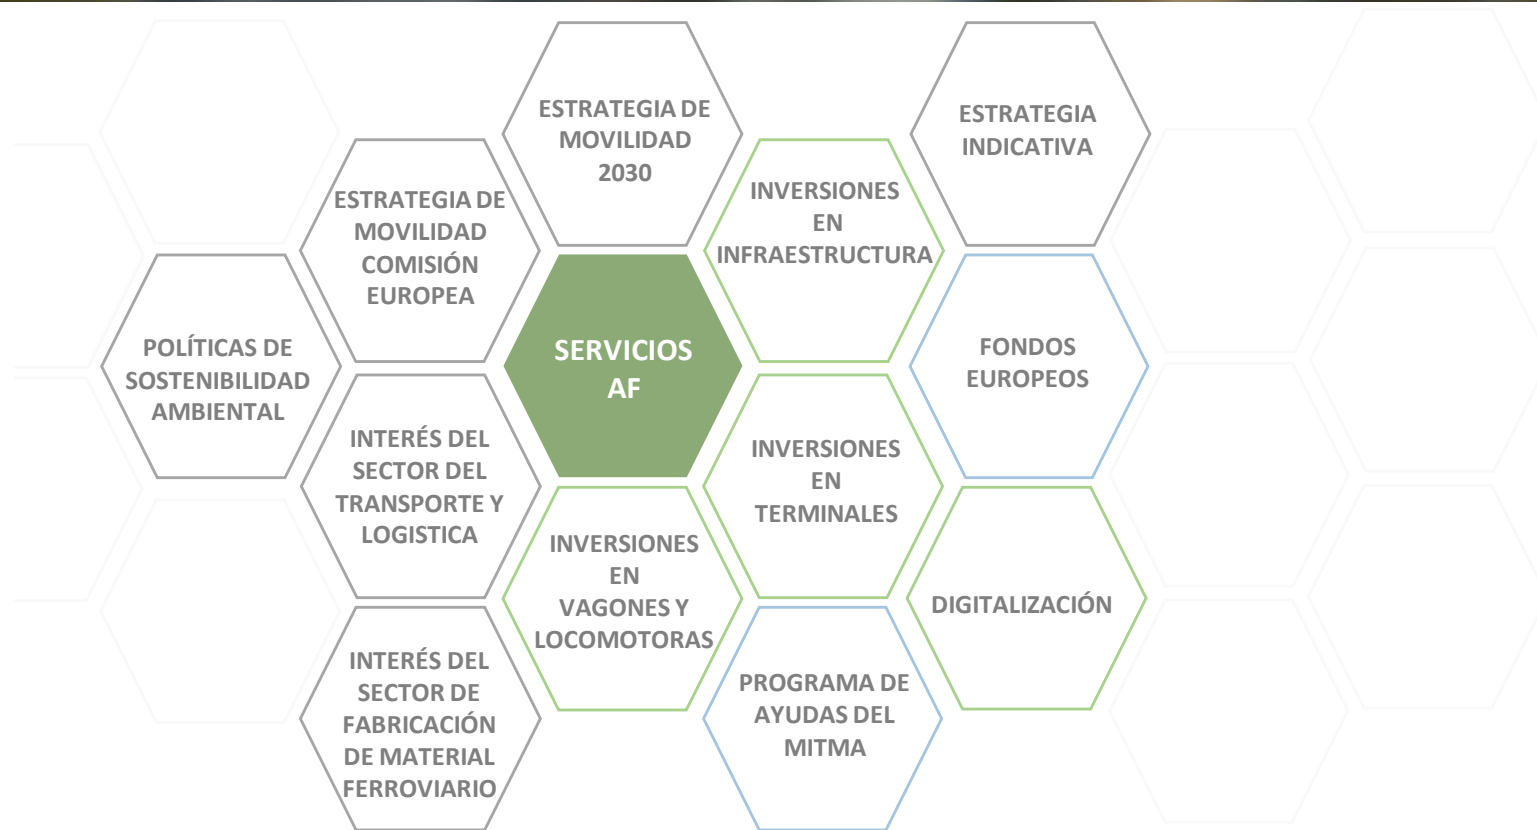 ESTRATEGIA DE
MOVILIDAD
2030
ESTRATEGIA
INDICATIVA
ESTRATEGIA DE
MOVILIDAD
COMISIÓN
EUROPEA
INVERSIONES
EN
INFRAESTRUCTURA
POLÍTICAS DE
SOSTENIBILIDAD
AMBIENTAL
SERVICIOS
AF
FONDOS
EUROPEOS
INTERÉS DEL
SECTOR DEL
TRANSPORTE Y
LOGISTICA
INVERSIONES
EN
TERMINALES
INVERSIONES
EN
VAGONES Y
LOCOMOTORAS
DIGITALIZACIÓN
INTERÉS DEL
SECTOR DE
FABRICACIÓN
DE MATERIAL
FERROVIARIO
PROGRAMA DE
AYUDAS DEL
MITMA